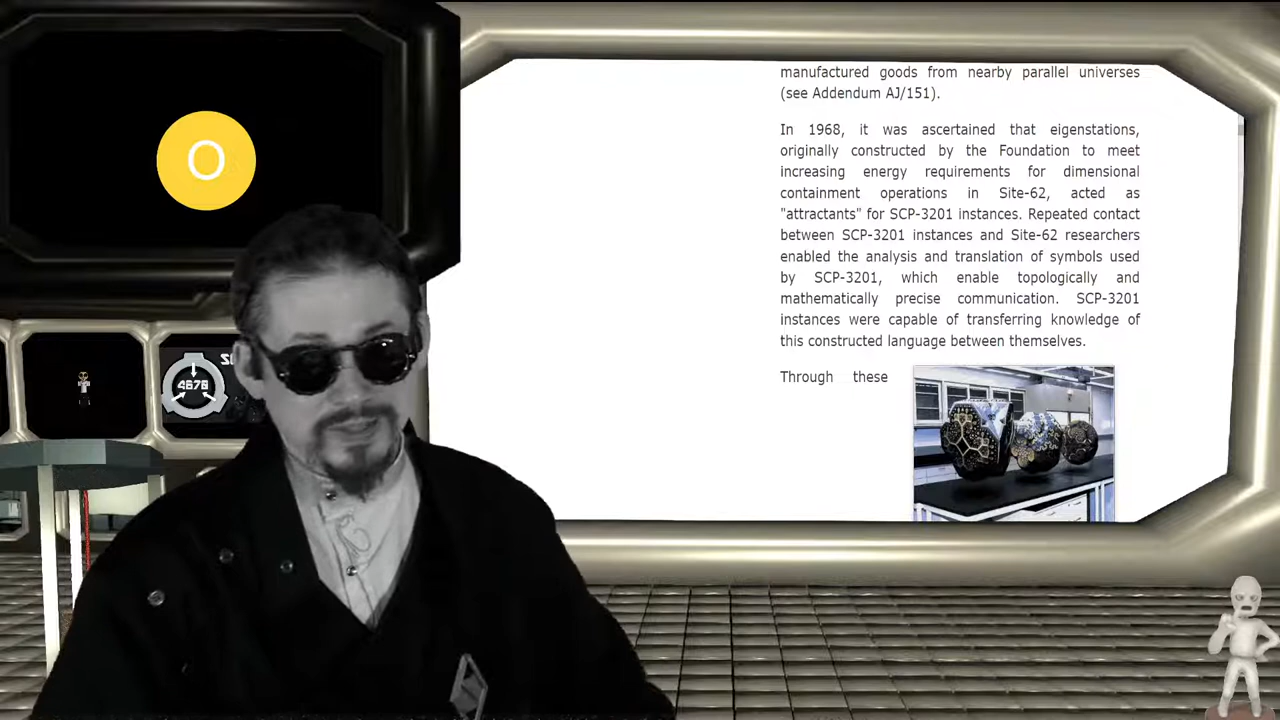 O
4678
manufactured goods from nearby parallel universes
(see Addendum AJ/151).
In 1968, it was ascertained that eigenstations,
originally constructed by the Foundation to meet
increasing energy requirements for dimensional
containment operations in Site-62, acted as
"attractants" for SCP-3201 instances. Repeated contact
between SCP-3201 instances and Site-62 researchers
enabled the analysis and translation of symbols used
by SCP-3201, which enable topologically and
mathematically precise communication. SCP-3201
instances were capable of transferring knowledge of
this constructed language between themselves.
Through these